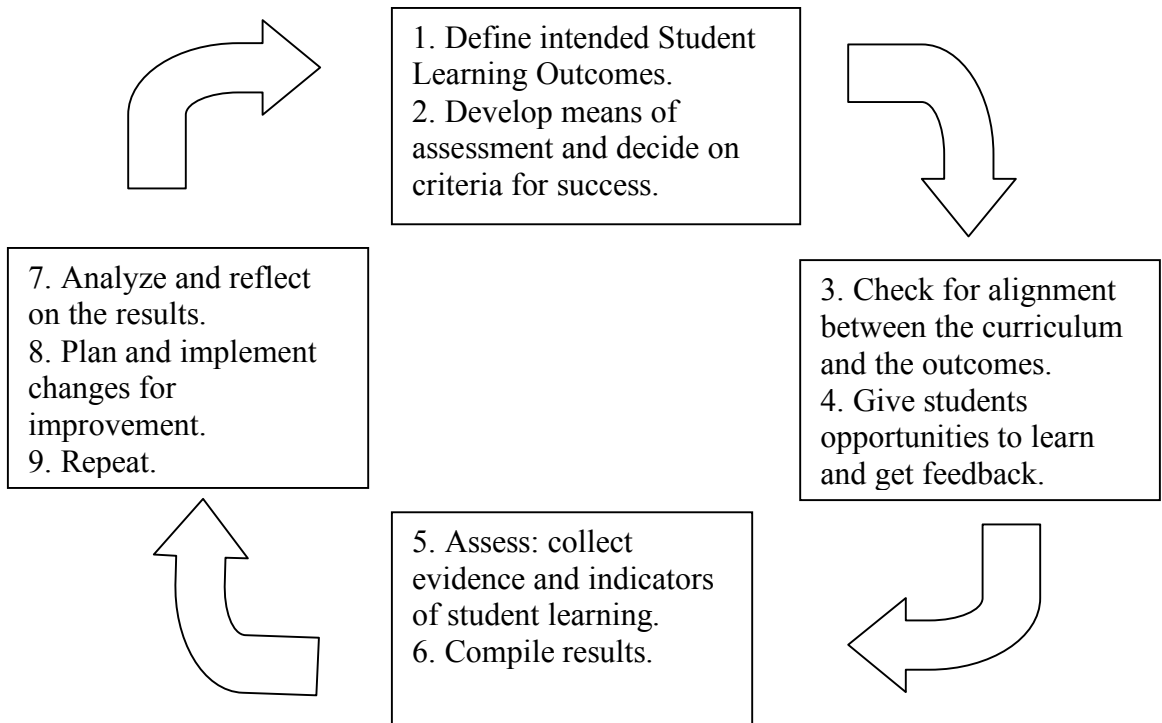 1. Define intended Student
Learning Outcomes.
2. Develop means of
assessment and decide on
criteria for success.
3. Check for alignment
between the curriculum
and the outcomes.
4. Give students
opportunities to learn
and get feedback.
5. Assess: collect
evidence and indicators
of student learning.
6. Compile results.
7. Analyze and reflect
on the results.
8. Plan and implement
changes for
improvement.
9. Repeat.